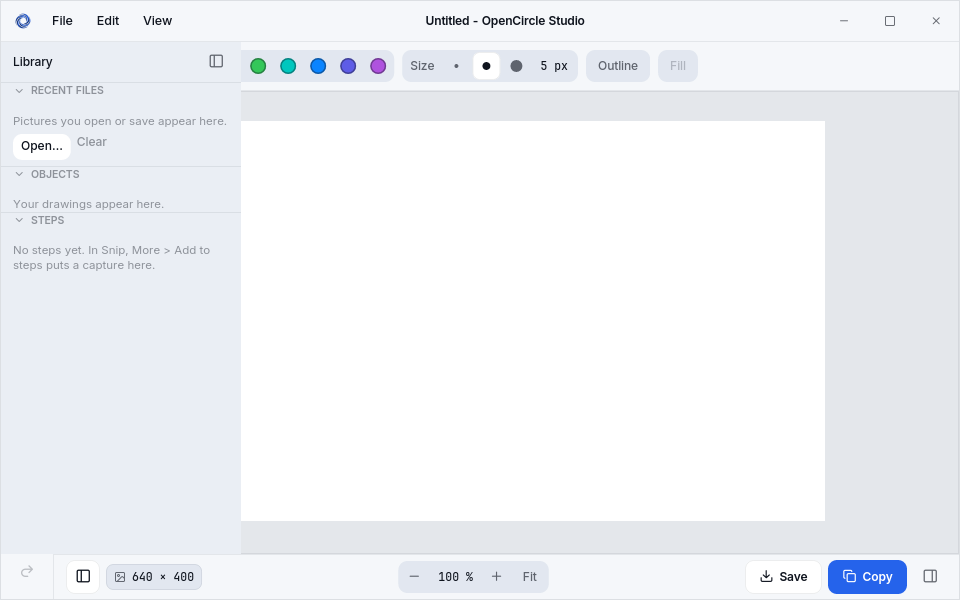 File Edit View Untitled - OpenCircle Studio
Library
Size 5 px Outline Fill
RECENT FILES
Pictures you open or save appear here.
Open... Clear
OBJECTS
Your drawings appear here.
STEPS
No steps yet. In Snip, More > Add to
steps puts a capture here.
640 × 400 100 % Fit Save Copy